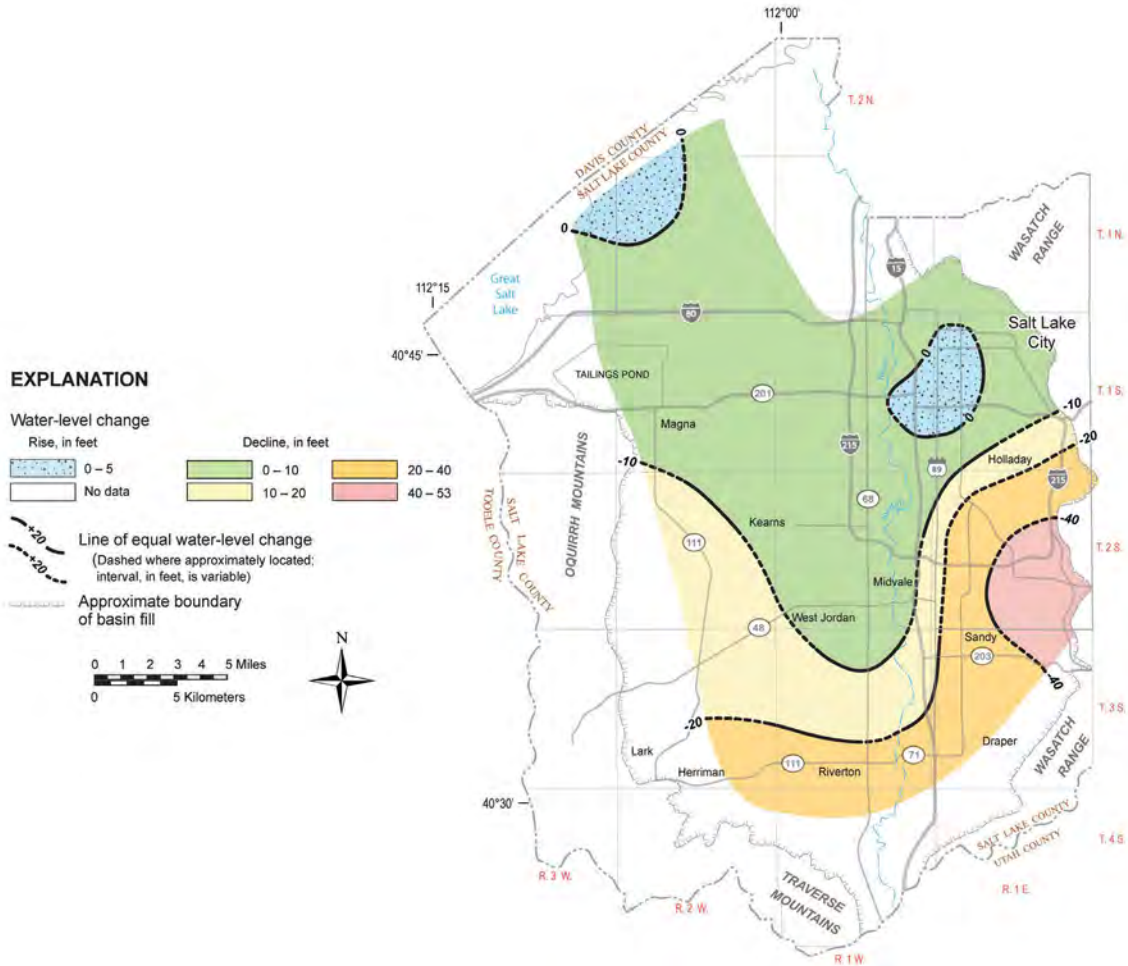 112°00'
T. 2 N.
DAVIS COUNTY
SALT LAKE COUNTY
0
0
WASATCH
RANGE
T. 1 N.
15
112°15'
Great
Salt
Lake
80
Salt Lake
City
40°45'
0
0
TAILINGS POND
201
T. 1 S.
-10
Magna
215
-20
-10
89
Holladay
215
OQUIRRH MOUNTAINS
TOOELE COUNTY
SALT LAKE COUNTY
68
Kearns
-40
111
T. 2 S.
Midvale
West Jordan
48
Sandy
203
-40
-20
T. 3 S.
Lark
Draper
71
WASATCH
RANGE
Herriman
111
Riverton
40°30'
SALT LAKE COUNTY
UTAH COUNTY
T. 4 S.
R. 3 W.
R. 1 E.
TRAVERSE
MOUNTAINS
R. 2 W.
R 1 W
EXPLANATION
Water-level change
Rise, in feet
Decline, in feet
0 – 5
0 – 10
20 – 40
No data
10 – 20
40 – 53
+20
Line of equal water-level change
+20
(Dashed where approximately located:
interval, in feet, is variable)
Approximate boundary
of basin fill
N
0 1 2 3 4 5 Miles
0 5 Kilometers